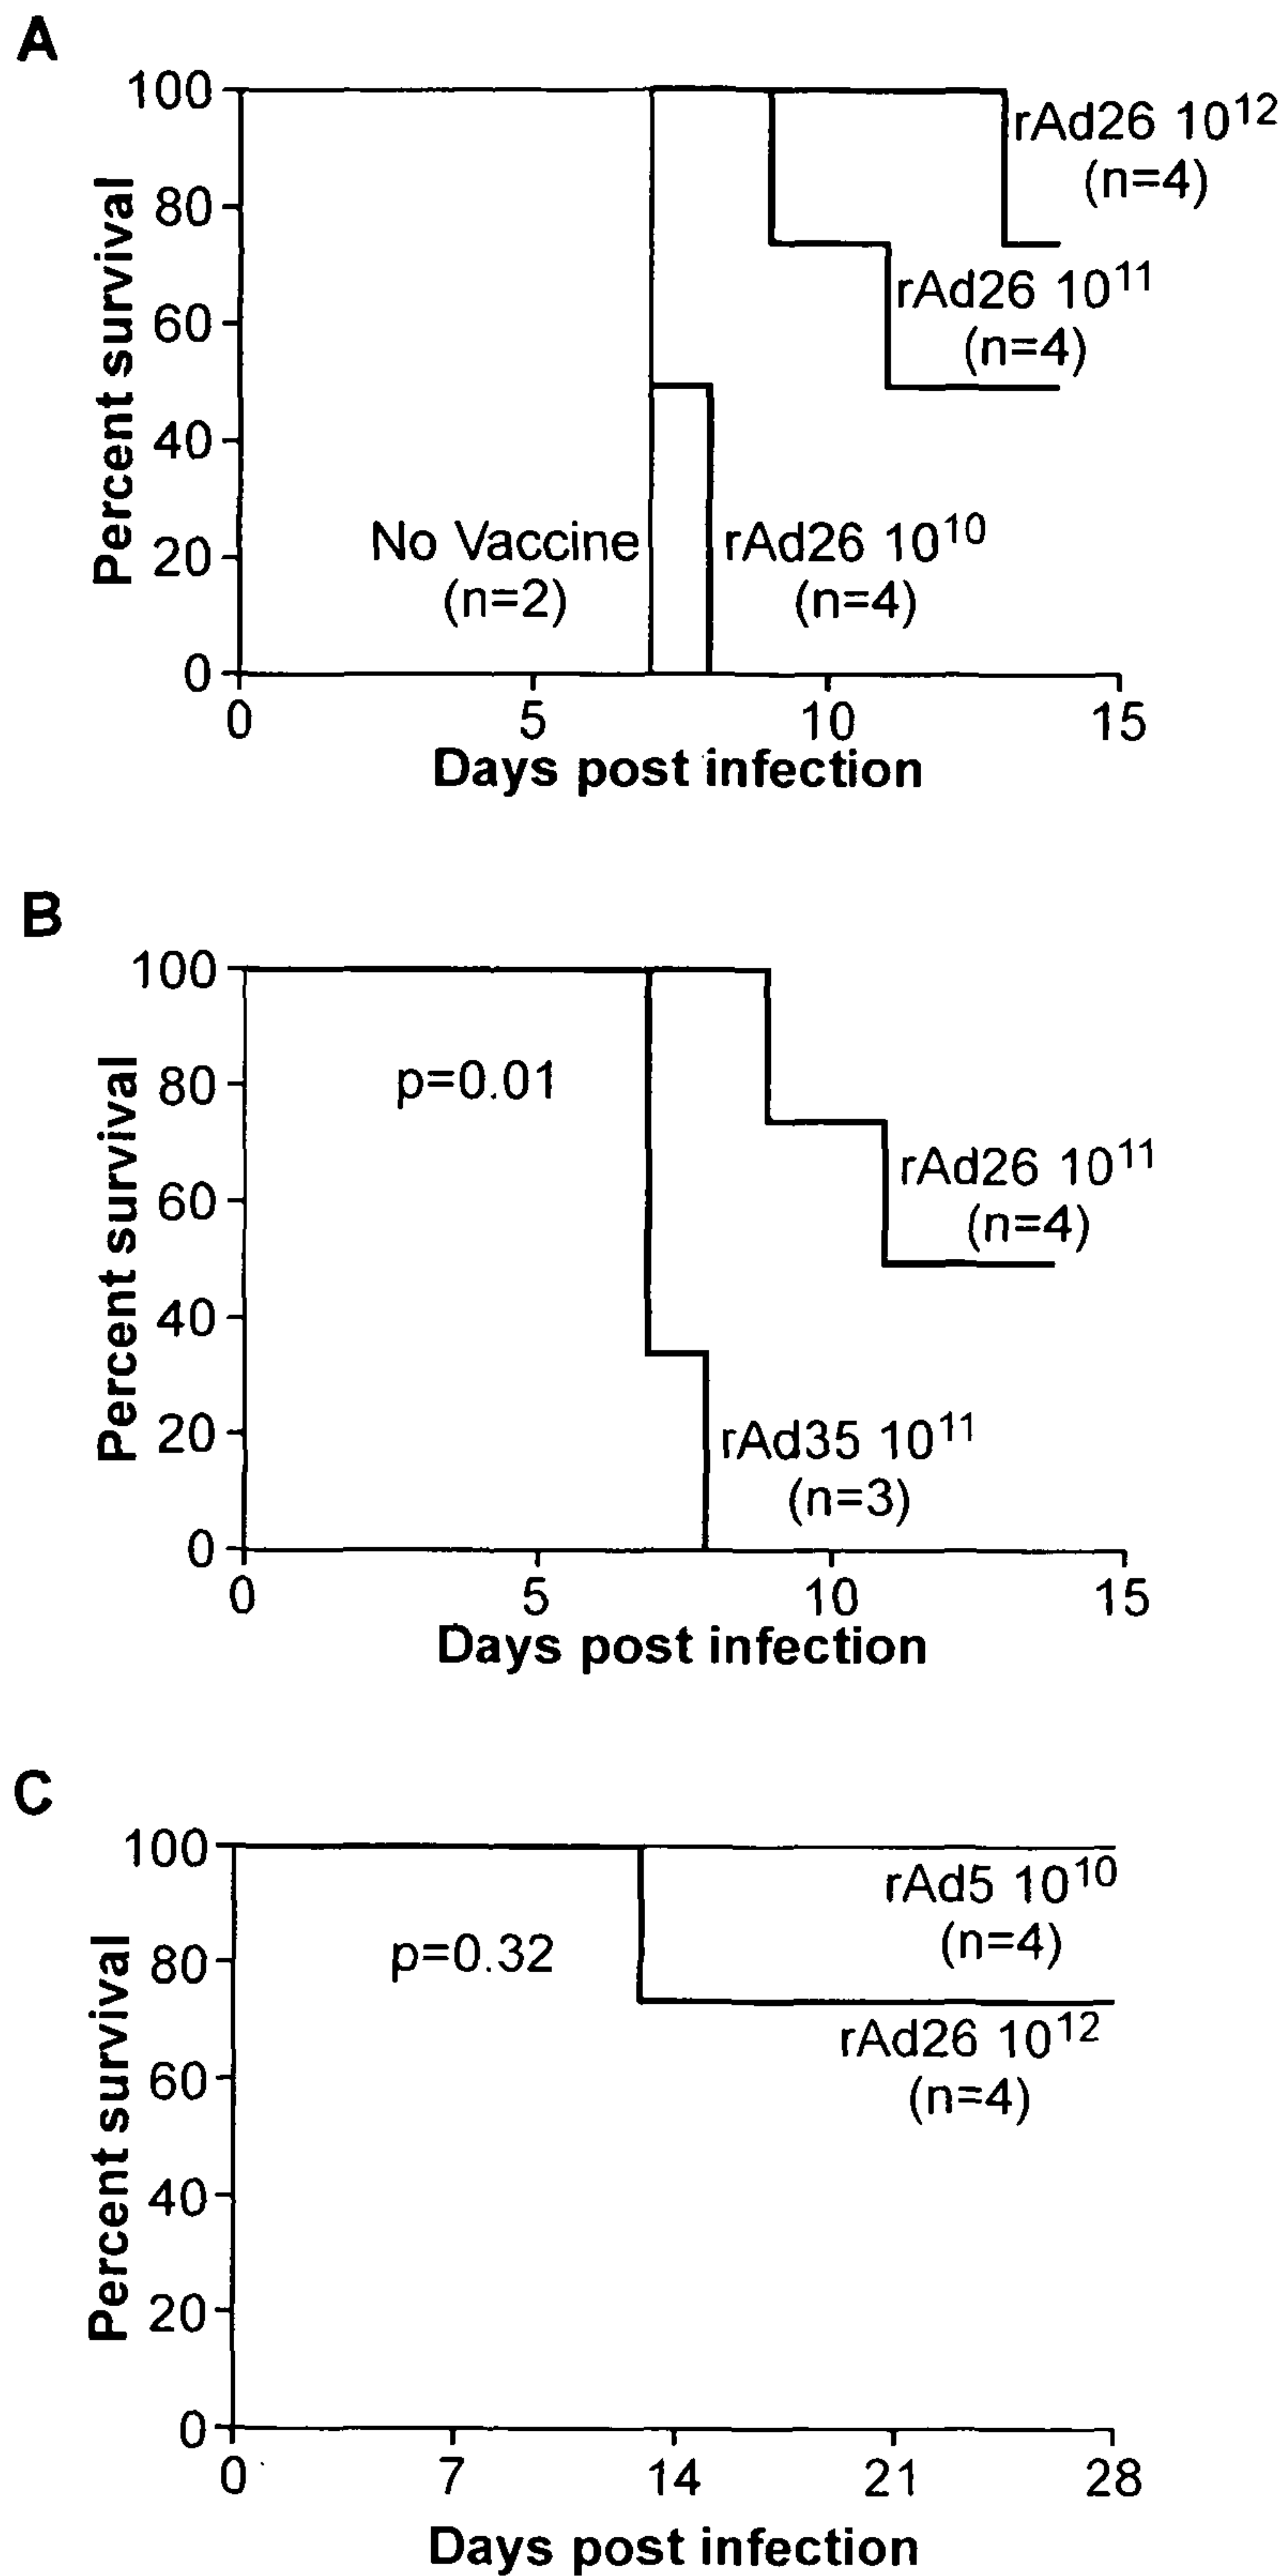 A
100
80
60
40
20
0
Percent survival
rAd26 10¹²
(n=4)
rAd26 10¹¹
(n=4)
No Vaccine
(n=2)
rAd26 10¹⁰
(n=4)
0 5 10 15
Days post infection
B
100
80
60
40
20
0
Percent survival
p=0.01
rAd26 10¹¹
(n=4)
rAd35 10¹¹
(n=3)
0 5 10 15
Days post infection
C
100
80
60
40
20
0
Percent survival
rAd5 10¹⁰
(n=4)
p=0.32
rAd26 10¹²
(n=4)
0 7 14 21 28
Days post infection